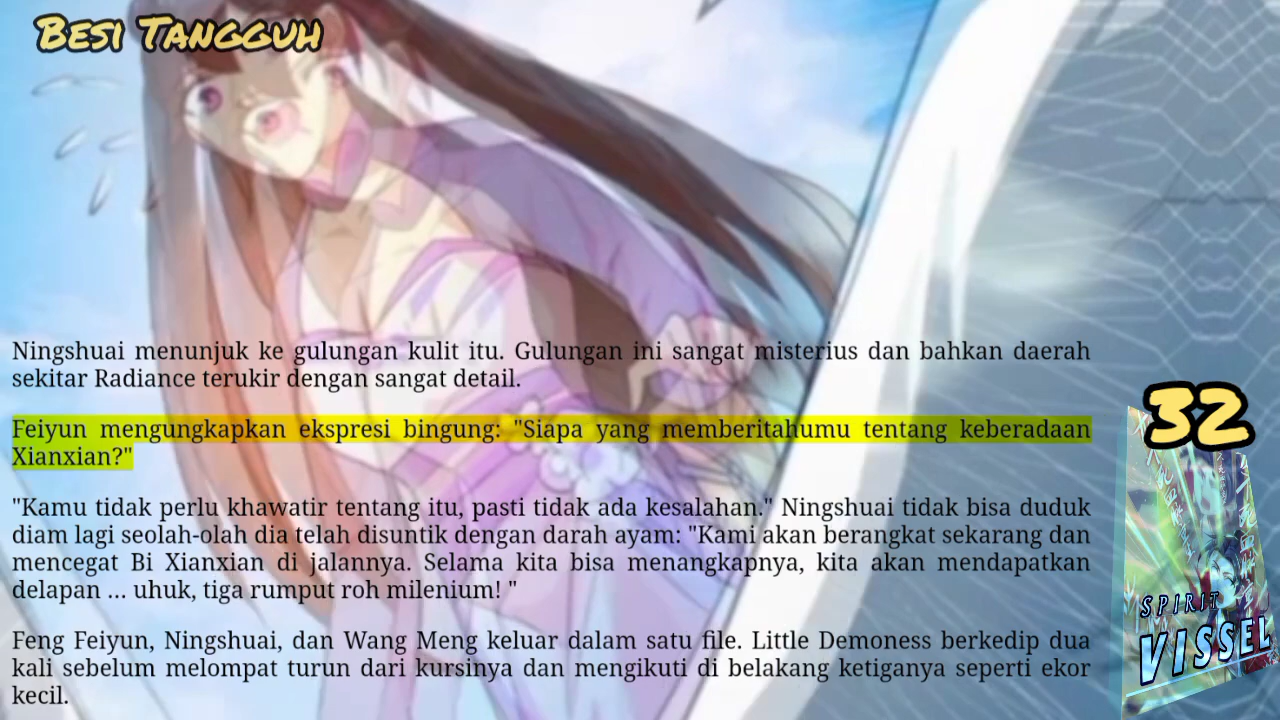 Besi Tangguh
Ningshuai menunjuk ke gulungan kulit itu. Gulungan ini sangat misterius dan bahkan daerah
sekitar Radiance terukir dengan sangat detail.
Feiyun mengungkapkan ekspresi bingung: "Siapa yang memberitahumu tentang keberadaan
Xianxian?"
"Kamu tidak perlu khawatir tentang itu, pasti tidak ada kesalahan." Ningshuai tidak bisa duduk
diam lagi seolah-olah dia telah disuntik dengan darah ayam: "Kami akan berangkat sekarang dan
mencegat Bi Xianxian di jalannya. Selama kita bisa menangkapnya, kita akan mendapatkan
delapan ... uhuk, tiga rumput roh milenium! "
Feng Feiyun, Ningshuai, dan Wang Meng keluar dalam satu file. Little Demoness berkedip dua
kali sebelum melompat turun dari kursinya dan mengikuti di belakang ketiganya seperti ekor
kecil.
32
SPIRIT
VISSEL